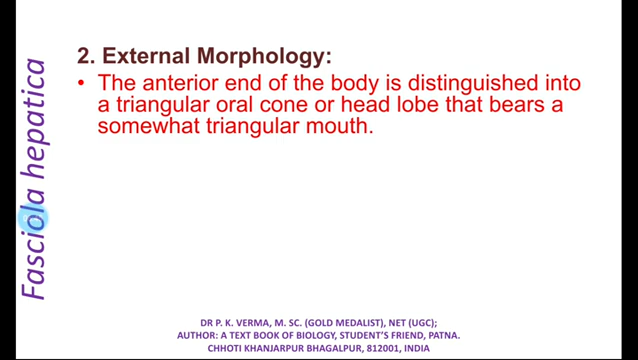 Fasciola hepatica
2. External Morphology:
• The anterior end of the body is distinguished into
a triangular oral cone or head lobe that bears a
somewhat triangular mouth.
DR P. K. VERMA, M. SC. (GOLD MEDALIST), NET (UGC);
AUTHOR: A TEXT BOOK OF BIOLOGY, STUDENT'S FRIEND, PATNA.
CHHOTI KHANJARPUR BHAGALPUR, 812001, INDIA